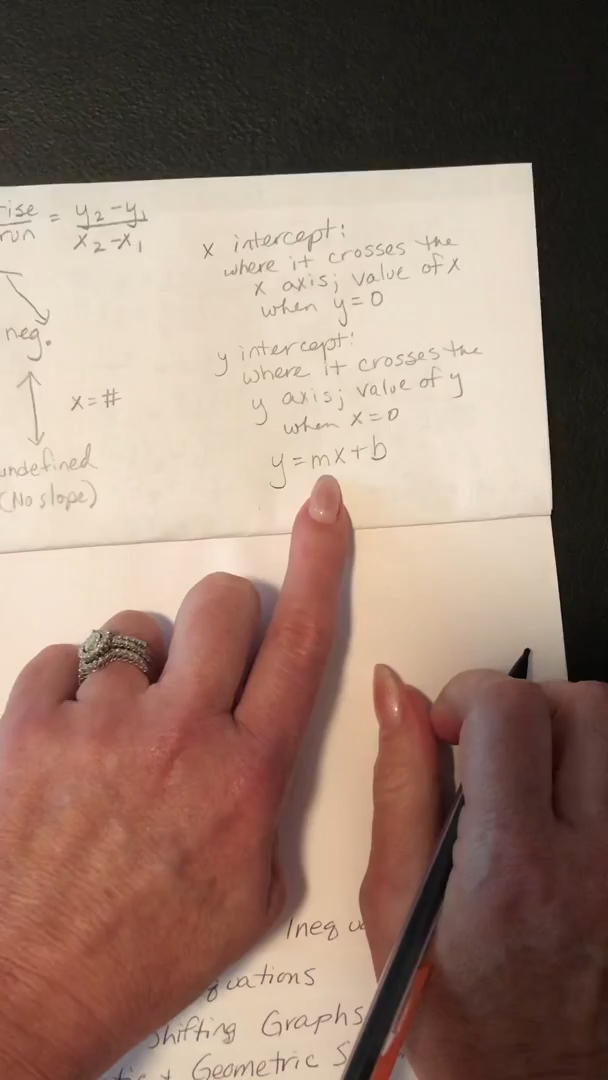 rise = y₂-y₁
run x₂-x₁
neg.
x=#
undefined
(No slope)
x intercept:
where it crosses the
x axis; value of x
when y=0
y intercept:
where it crosses the
y axis; value of y
when x=0
y=mx+b
quations
Shifting Graphs
+ Geometric S